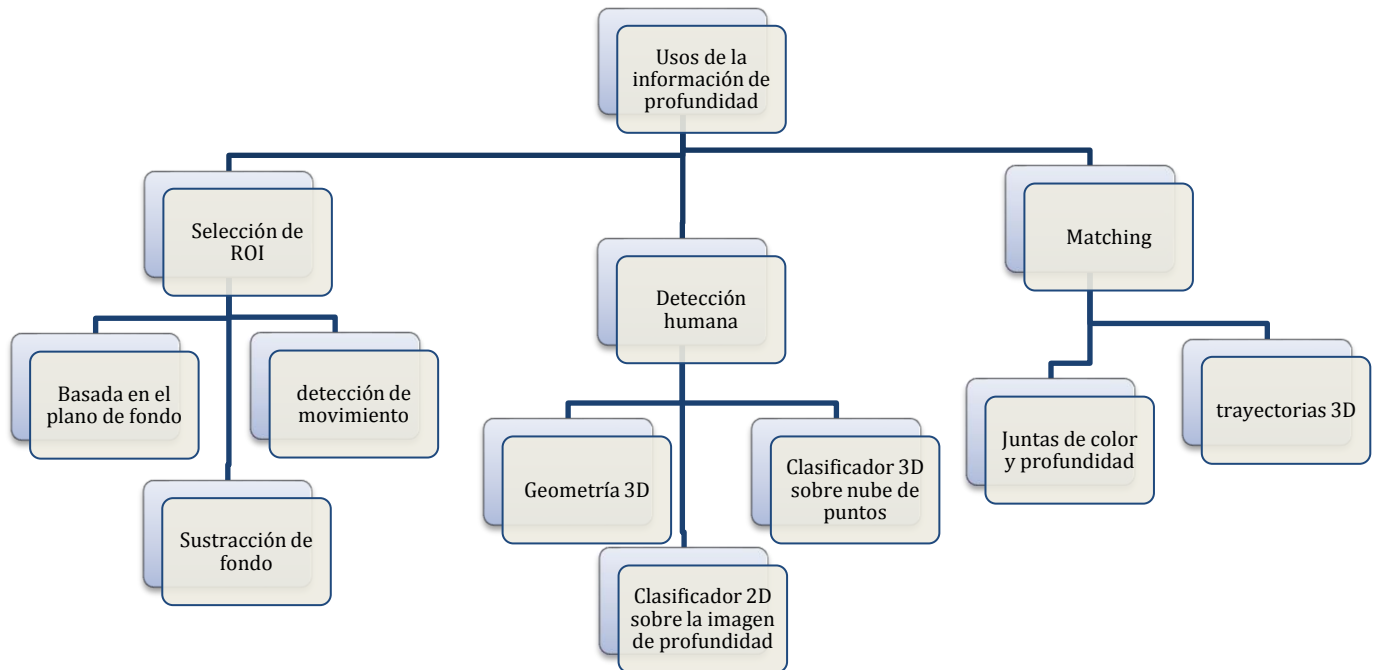 Usos de la
información de
profundidad
Selección de
ROI
Detección
humana
Matching
Basada en el
plano de fondo
detección de
movimiento
Sustracción de
fondo
Geometría 3D
Clasificador 3D
sobre nube de
puntos
Clasificador 2D
sobre la imagen
de profundidad
Juntas de color
y profundidad
trayectorias 3D